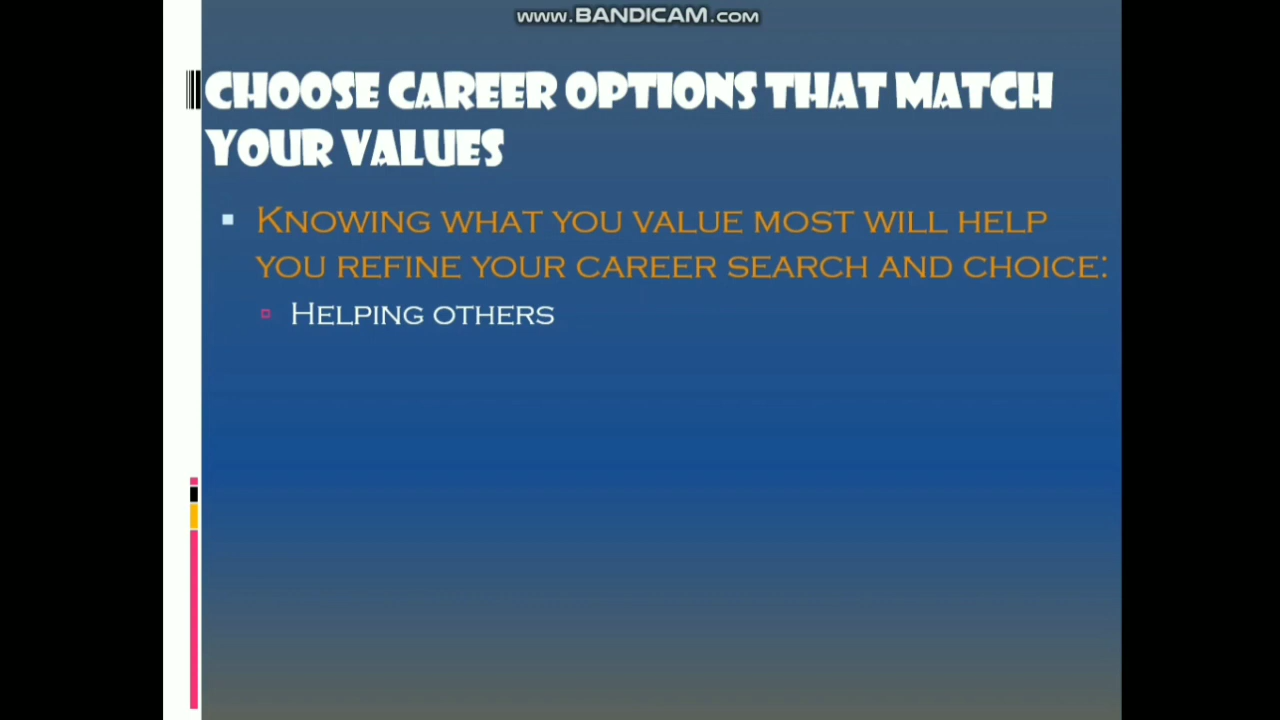 www.BANDICAM.com
CHOOSE CAREER OPTIONS THAT MATCH
YOUR VALUES
KNOWING WHAT YOU VALUE MOST WILL HELP
YOU REFINE YOUR CAREER SEARCH AND CHOICE:
HELPING OTHERS